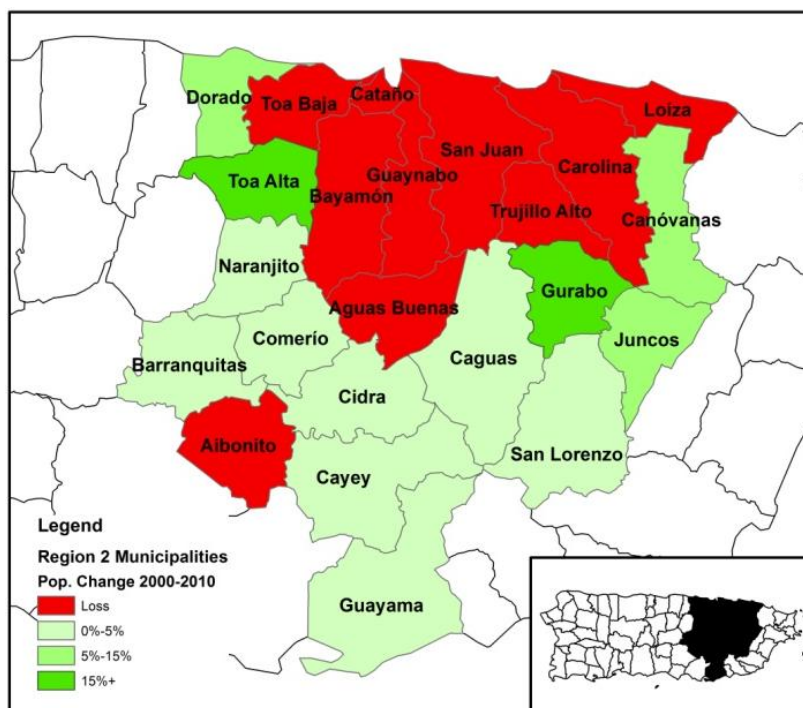 Dorado
Toa Baja
Cataño
Loiza
San Juan
Carolina
Guaynabo
Toa Alta
Bayamón
Trujillo Alto
Canóvanas
Naranjito
Gurabo
Aguas Buenas
Comerío
Juncos
Caguas
Barranquitas
Cidra
Aibonito
San Lorenzo
Cayey
Guayama
Legend
Region 2 Municipalities
Pop. Change 2000-2010
Loss
0%-5%
5%-15%
15%+